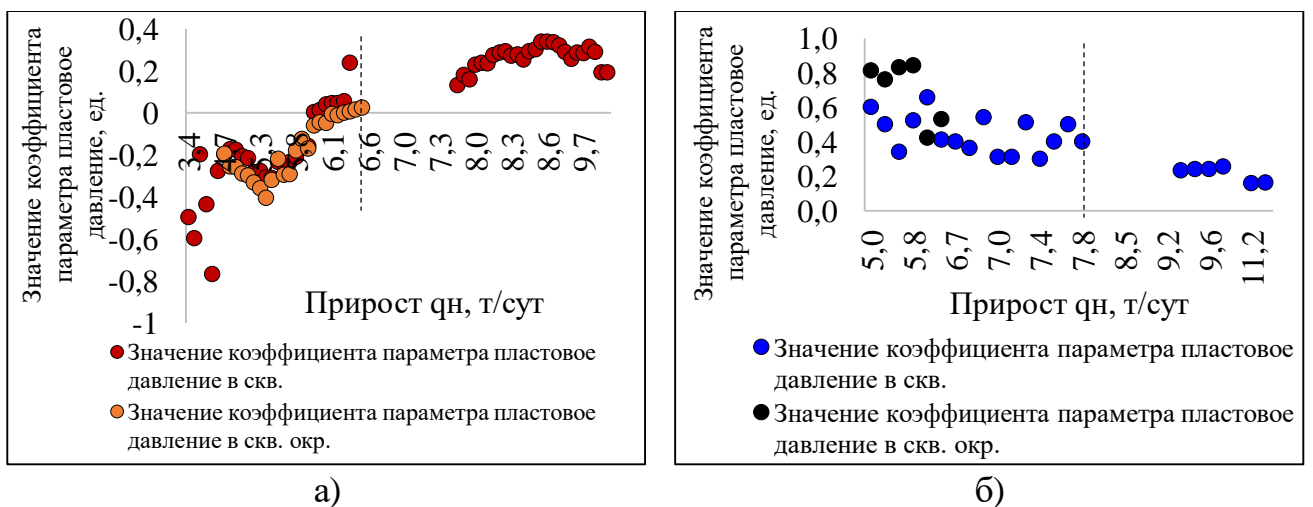 Значение коэффициента
параметра пластовое
давление, ед.
0,4
0,2
0
-0,2
-0,4
-0,6
-0,8
-1
3,4
4,7
6,1
6,6
7,0
7,3
8,0
8,3
8,6
9,7
Прирост qн, т/сут
Значение коэффициента параметра пластовое
давление в скв.
Значение коэффициента параметра пластовое
давление в скв. окр.
а)
Значение коэффициента
параметра пластовое
давление, ед.
1,0
0,8
0,6
0,4
0,2
0,0
5,0
5,8
6,7
7,0
7,4
7,8
8,5
9,2
9,6
11,2
Прирост qн, т/сут
Значение коэффициента параметра пластовое
давление в скв.
Значение коэффициента параметра пластовое
давление в скв. окр.
б)